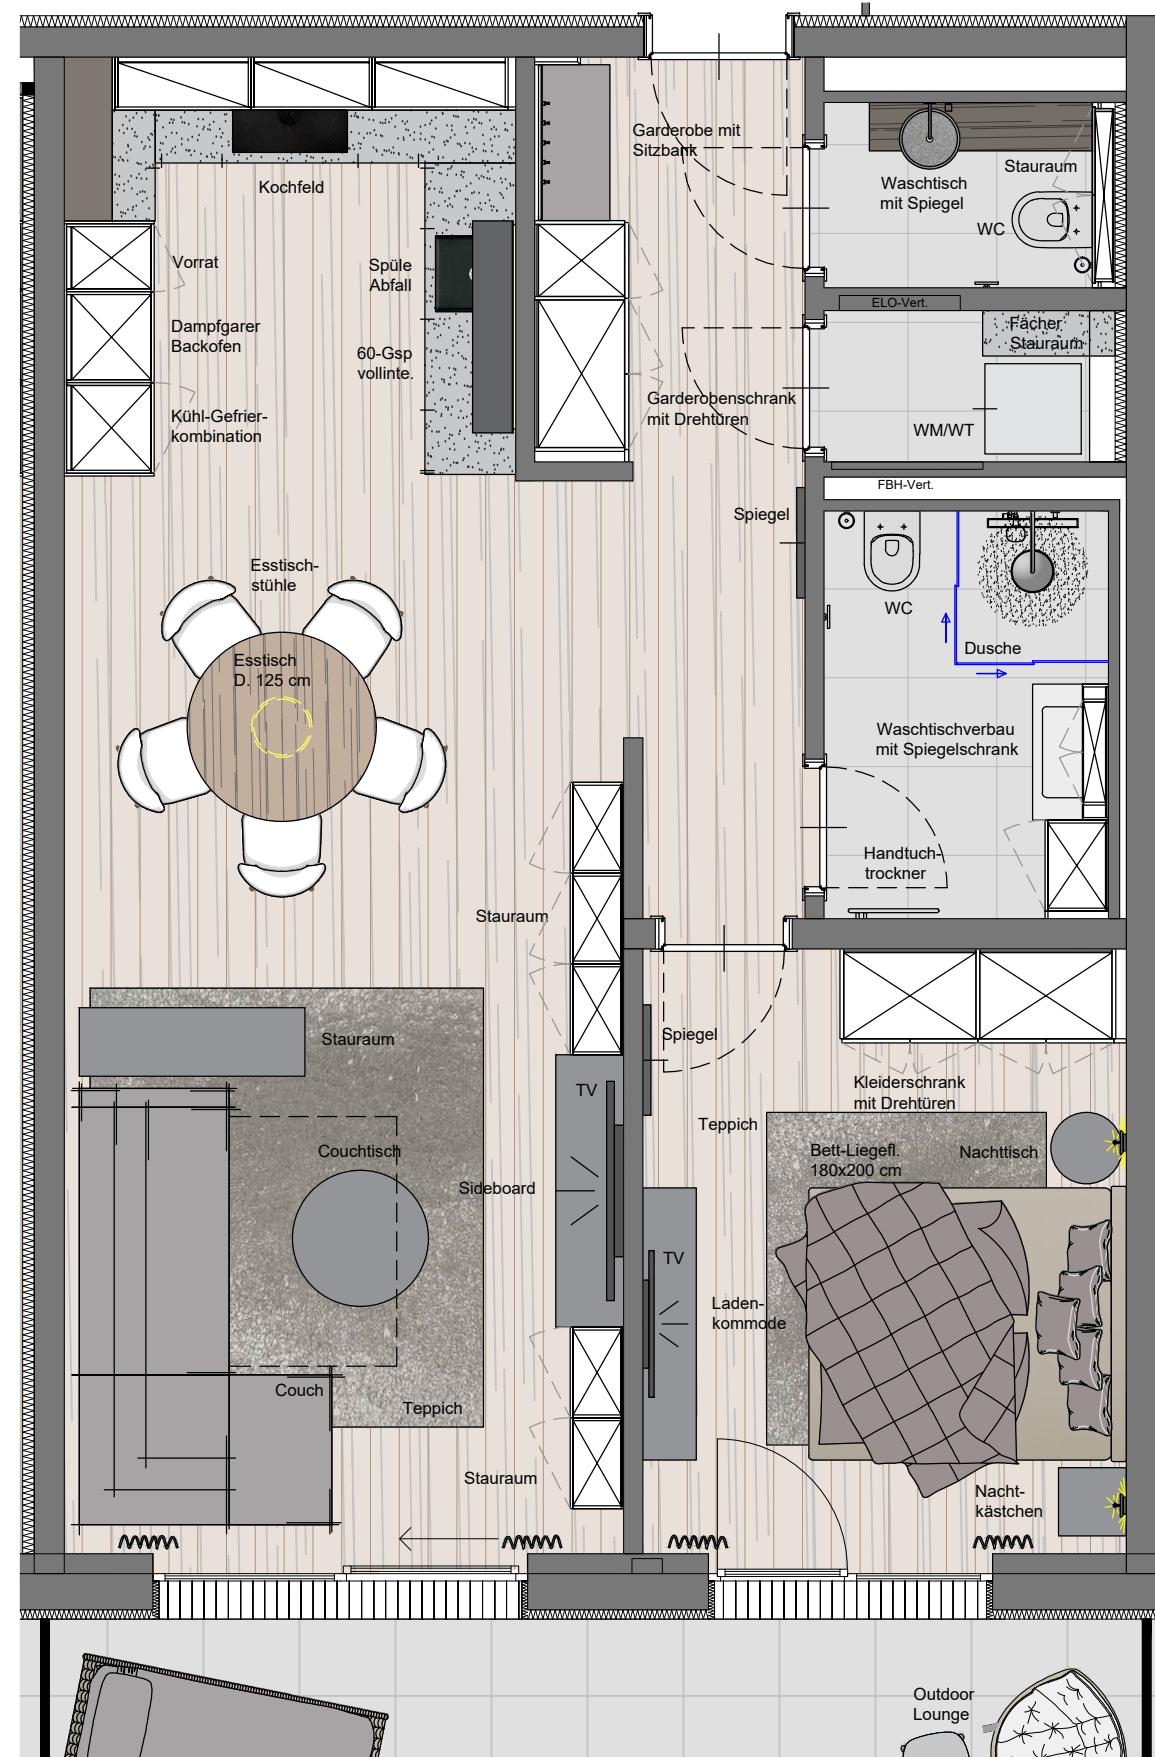 Garderobe mit
Sitzbank
Kochfeld
Waschtisch
mit Spiegel
Stauraum
WC
Vorrat
Spüle
Abfall
ELO-Vert.
Dampfgarer
Backofen
60-Gsp
vollinte.
Fächer
Stauraum
Kühl-Gefrier-
kombination
Garderobenschrank
mit Drehtüren
WM/WT
FBH-Vert.
Spiegel
Esstisch-
stühle
WC
Dusche
Esstisch
D. 125 cm
Waschtischverbau
mit Spiegelschrank
Handtuch-
trockner
Stauraum
Stauraum
Spiegel
Kleiderschrank
mit Drehtüren
TV
Teppich
Couchtisch
Bett-Liegefl.
180x200 cm
Nachttisch
Sideboard
TV
Laden-
kommode
Couch
Teppich
Stauraum
Nacht-
kästchen
Outdoor
Lounge